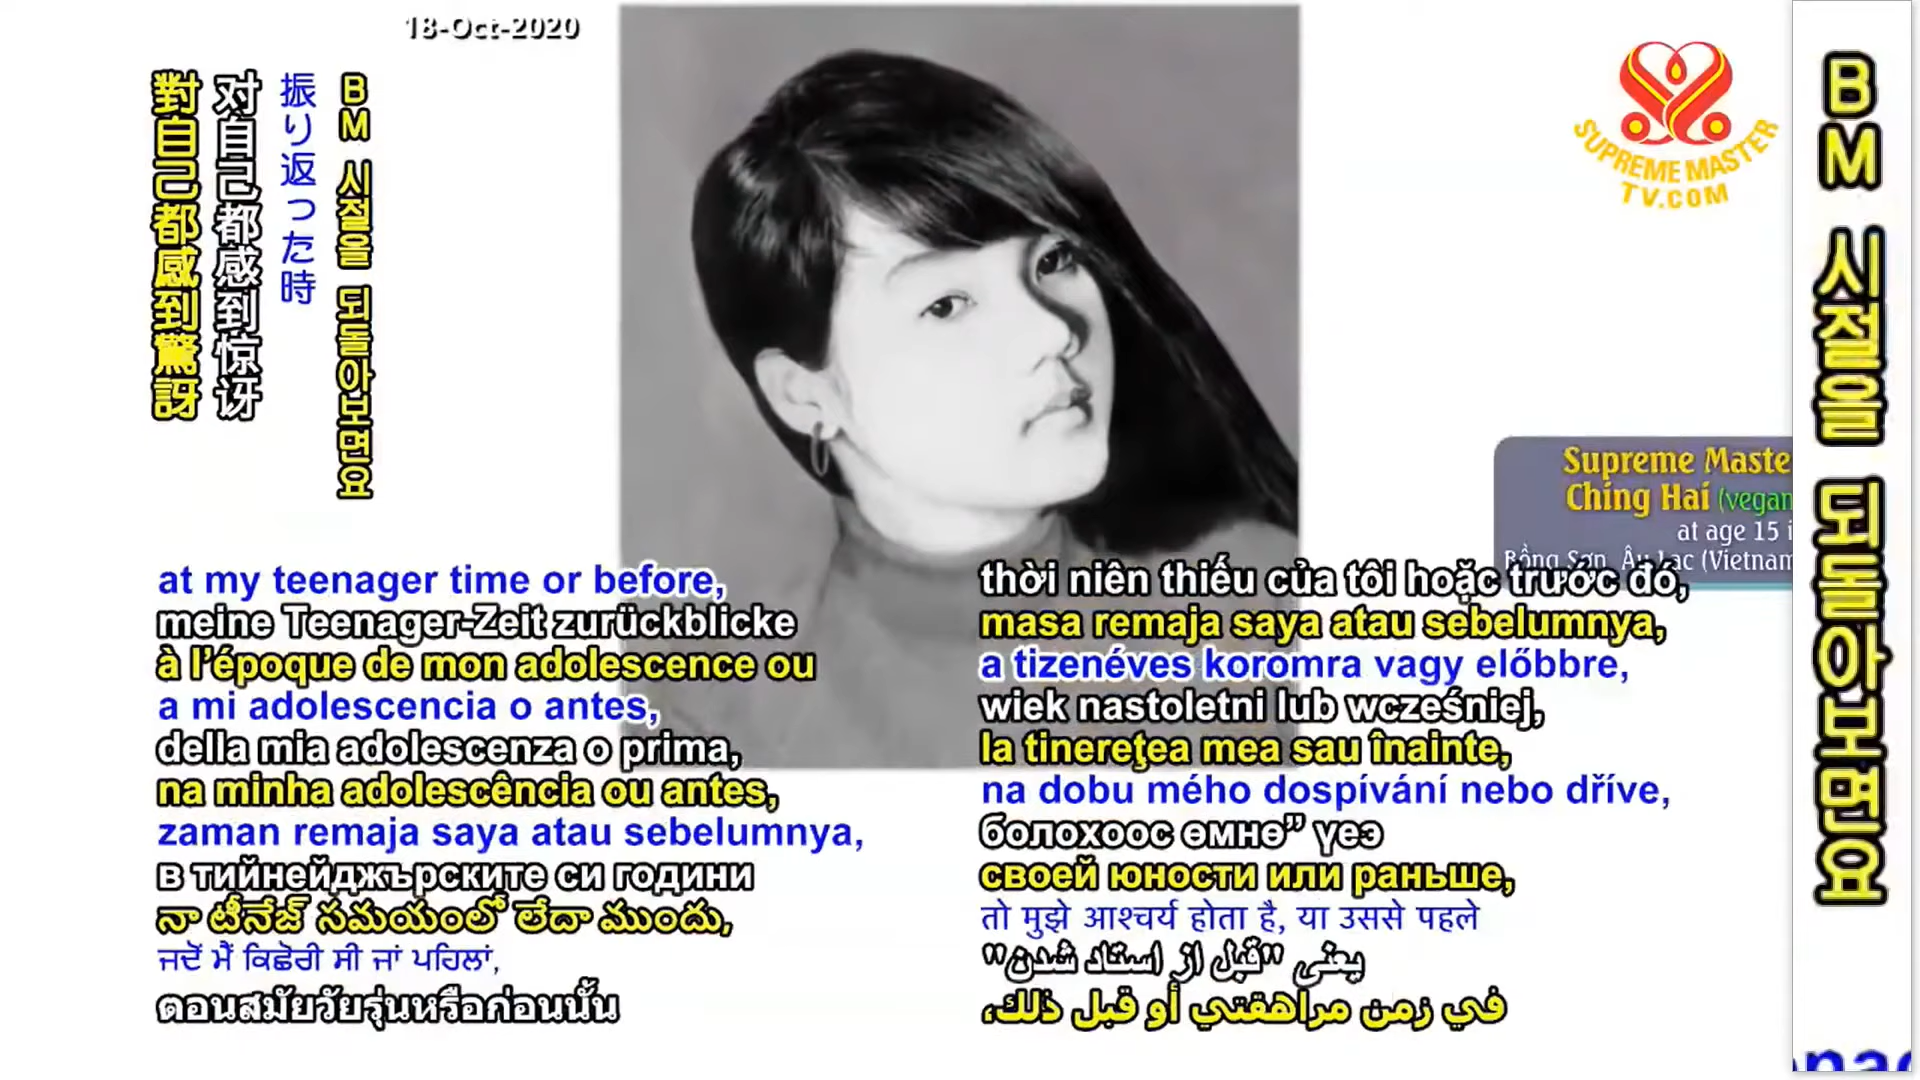 18-Oct-2020
對自己都感到驚訝
对自己都感到惊讶
振り返った時
BM 시절을 되돌아보면요
SUPREME MASTER
TV.COM
Supreme Maste
Ching Hai (vegan
at age 15 i
Bồng Sơn, Âu Lạc (Vietnam
at my teenager time or before,
meine Teenager-Zeit zurückblicke
à l’époque de mon adolescence ou
a mi adolescencia o antes,
della mia adolescenza o prima,
na minha adolescência ou antes,
zaman remaja saya atau sebelumnya,
в тийнейджърските си години
నా టీనేజ్ సమయంలో లేదా ముందు,
ਜਦੋਂ ਮੈਂ ਕਿਛੋਰੀ ਸੀ ਜਾਂ ਪਹਿਲਾਂ,
ตอนสมัยวัยรุ่นหรือก่อนนั้น
thời niên thiếu của tôi hoặc trước đó,
masa remaja saya atau sebelumnya,
a tizenéves koromra vagy előbbre,
wiek nastoletni lub wcześniej,
la tinereţea mea sau înainte,
na dobu mého dospívání nebo dříve,
болохоос өмнө” үеэ
своей юности или раньше,
तो मुझे आश्चर्य होता है, या उससे पहले
یعنی "قبل از استاد شدن"
في زمن مراهقتي أو قبل ذلك،
BM 시절을 되돌아보면요